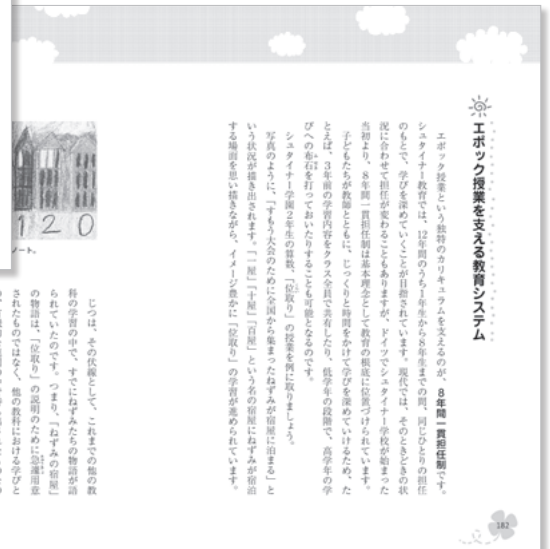 エポック授業を支える教育システム
エポック授業という独特のカリキュラムを支えるのが、8年間一貫担任制です。
シュタイナー教育では、12年間のうち1年生から8年生までの間、同じひとりの担任
のもとで、学びを深めていくことが目指されています。現代では、そのときどきの状
況に合わせて担任が変わることもありますが、ドイツでシュタイナー学校が始まった
当初より、8年間一貫担任制は基本理念として教育の根底に位置づけられています。
子どもたちが教師とともに、じっくりと時間をかけて学びを深めていけるため、た
とえば、3年前の学習内容をクラス全員で共有したり、低学年の段階で、高学年の学
びへの布石を打っておいたりすることも可能となるのです。
シュタイナー学園2年生の算数、「位取り」の授業を例に取りましょう。
写真のように、「すもう大会のために全国から集まったねずみが宿屋に泊まる」と
いう状況が描き出されます。「一屋」「十屋」「百屋」という名の宿屋にねずみが宿泊
する場面を思い描きながら、イメージ豊かに「位取り」の学習が進められています。
120
ノート。
じつは、その伏線として、これまでの他の教
科の学習の中で、すでにねずみたちの物語が語
られていたのです。つまり、「ねずみの宿屋」
の物語は、「位取り」の説明のために急遽用意
されたものではなく、他の教科における学びと
182